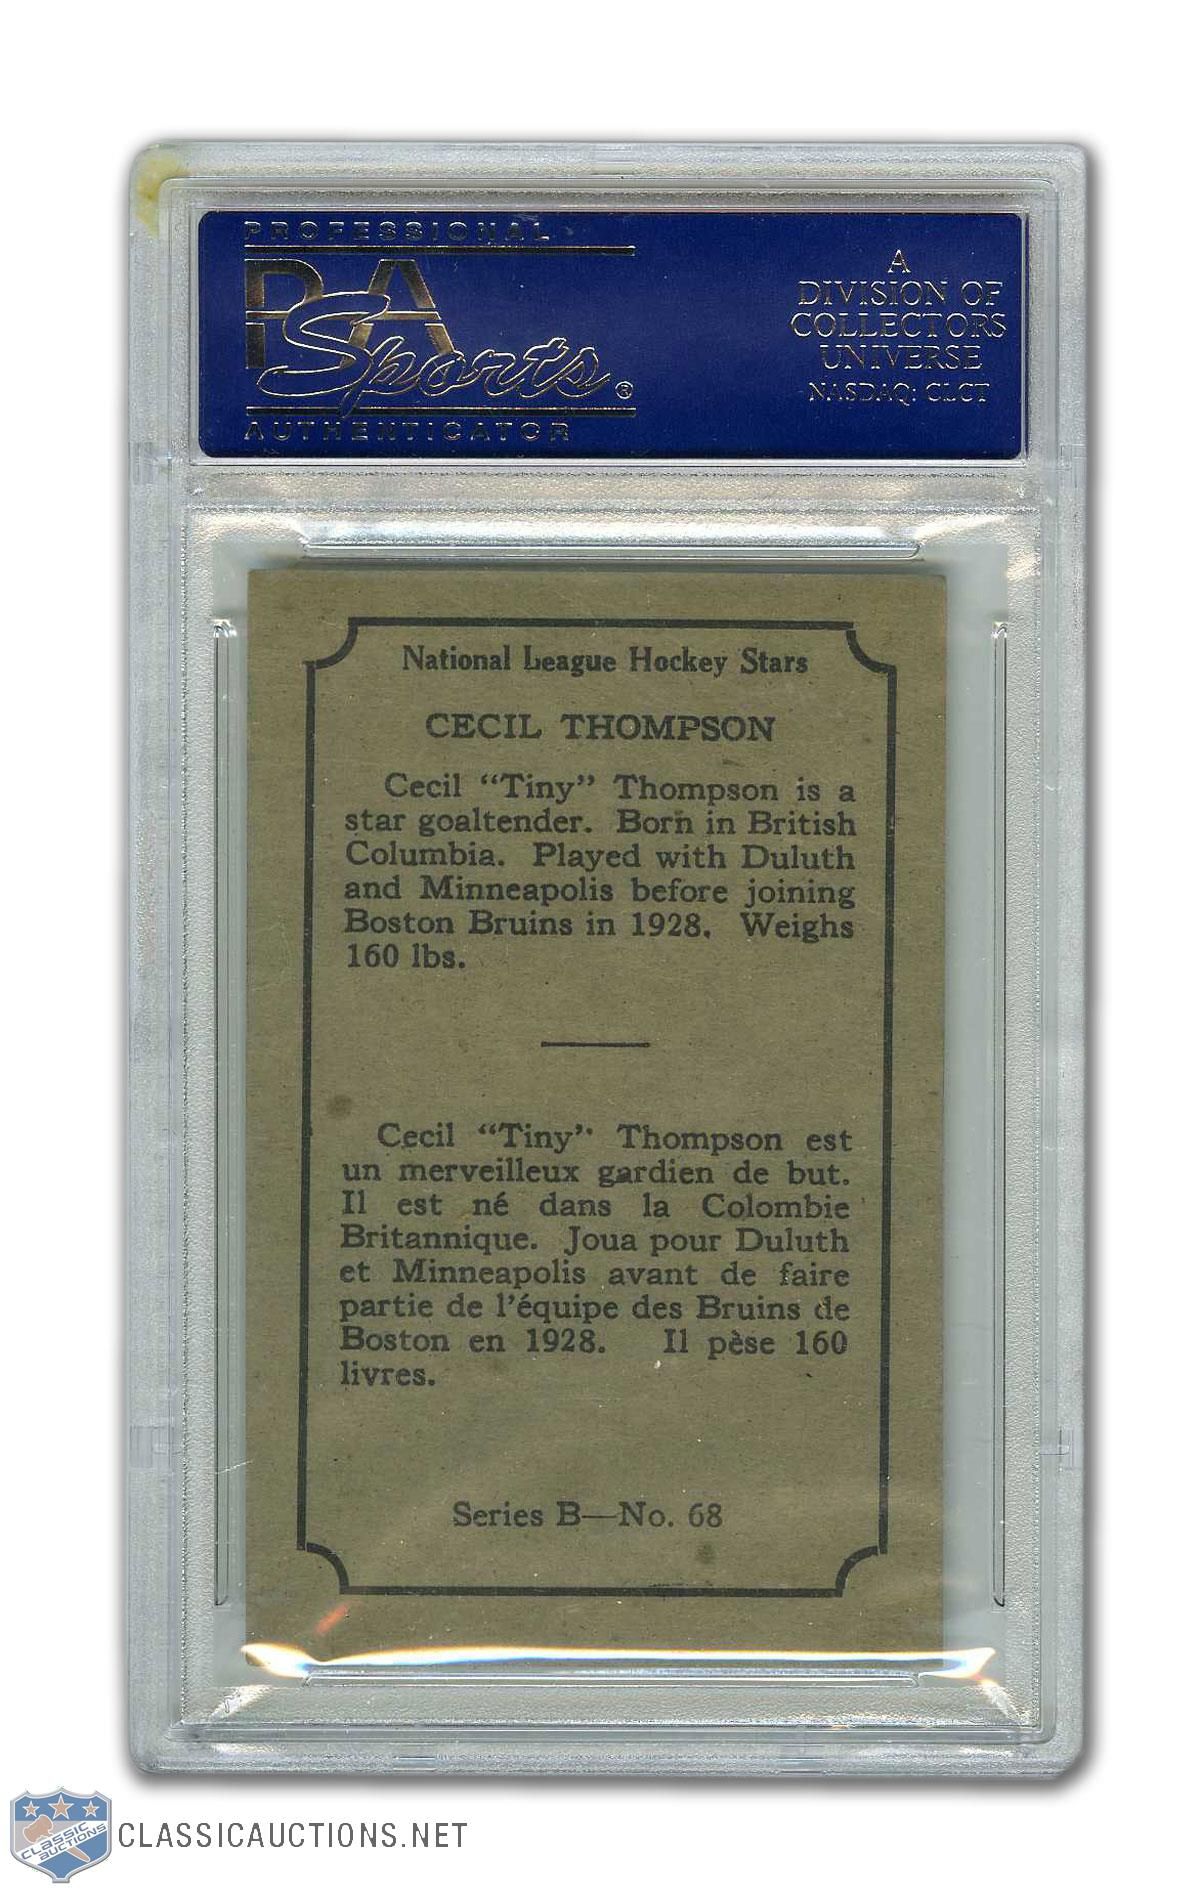 PROFESSIONAL
PSA
Sports®
AUTHENTICATOR
A
DIVISION OF
COLLECTORS
UNIVERSE
NASDAQ: CLCT
National League Hockey Stars
CECIL THOMPSON
Cecil “Tiny” Thompson is a
star goaltender. Born in British
Columbia. Played with Duluth
and Minneapolis before joining
Boston Bruins in 1928. Weighs
160 lbs.
Cecil “Tiny” Thompson est
un merveilleux gardien de but.
Il est né dans la Colombie
Britannique. Joua pour Duluth
et Minneapolis avant de faire
partie de l'équipe des Bruins de
Boston en 1928. Il pèse 160
livres.
Series B—No. 68
CLASSIC
AUCTIONS
CLASSICAUCTIONS.NET